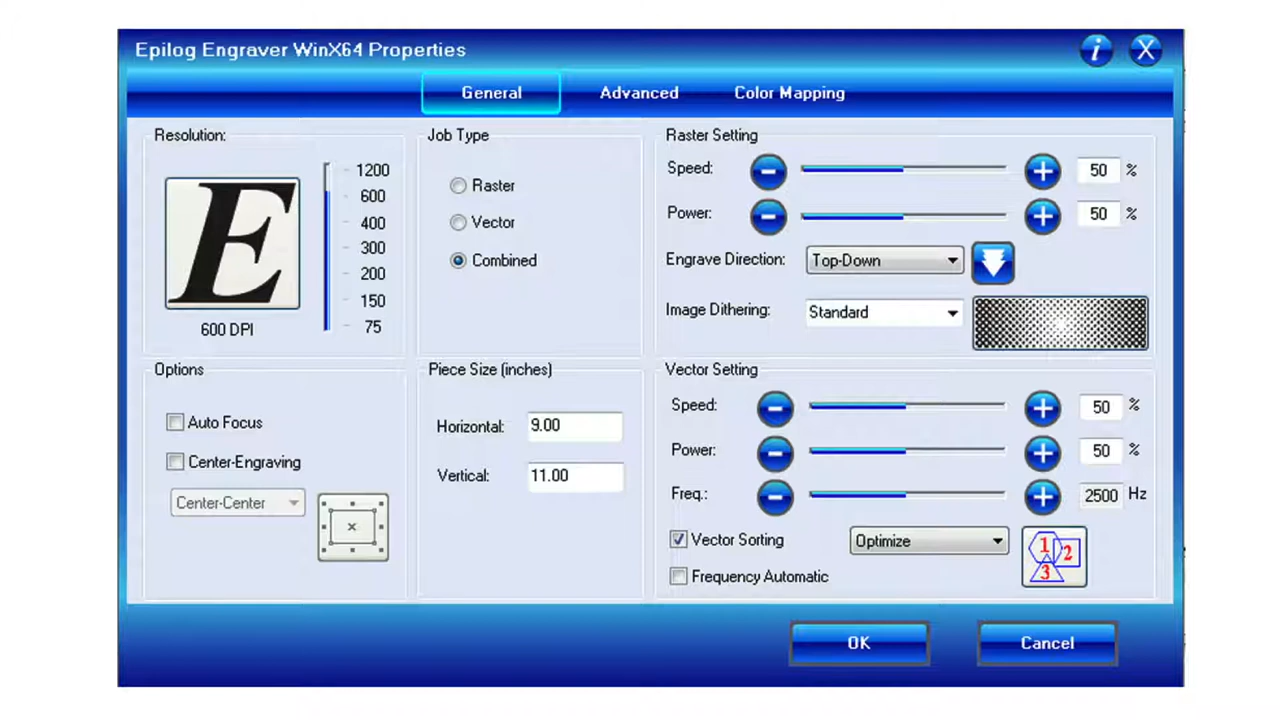 Epilog Engraver WinX64 Properties
i X
General Advanced Color Mapping
Resolution:
E
600 DPI
1200
600
400
300
200
150
75
Job Type
Raster
Vector
Combined
Raster Setting
Speed: 50 %
Power: 50 %
Engrave Direction: Top-Down
Image Dithering: Standard
Options
Auto Focus
Center-Engraving
Center-Center
Piece Size (inches)
Horizontal: 9.00
Vertical: 11.00
Vector Setting
Speed: 50 %
Power: 50 %
Freq.: 2500 Hz
Vector Sorting Optimize
1 2
3
Frequency Automatic
OK Cancel